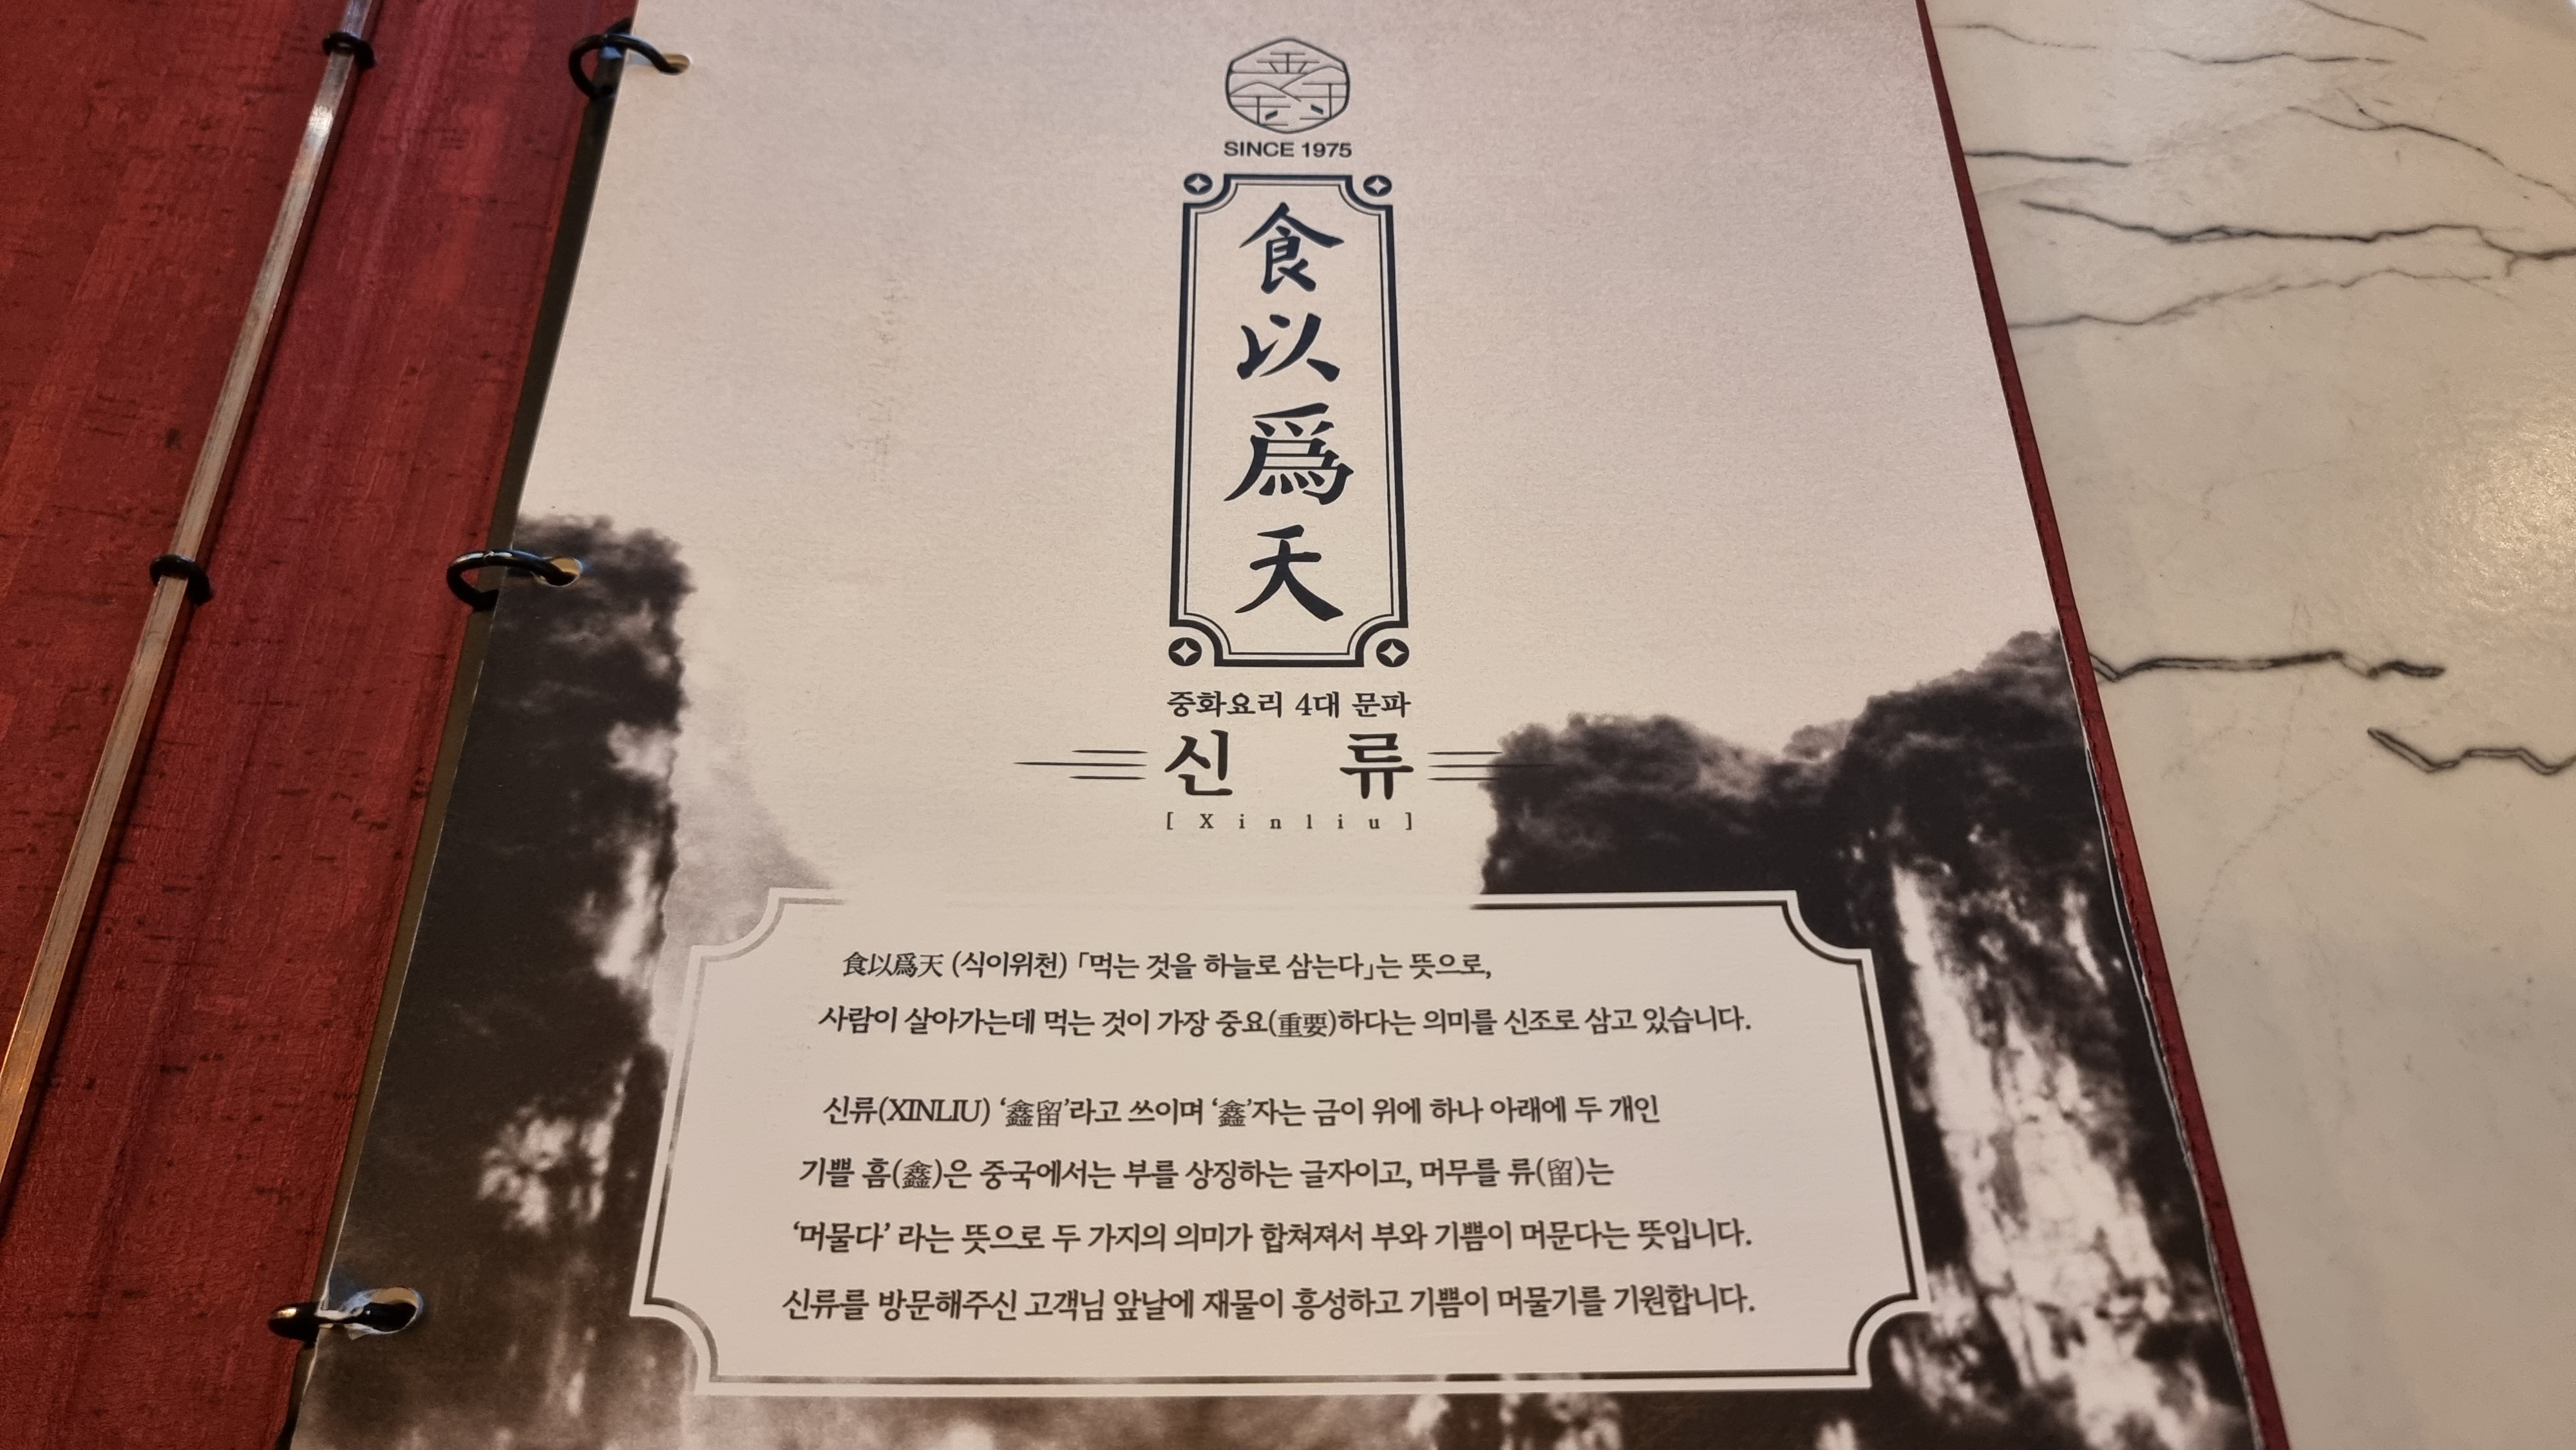 SINCE 1975
食以爲天
중화요리 4대 문파
신 류
[Xinliu]
食以爲天 (식이위천) 「먹는 것을 하늘로 삼는다」는 뜻으로,
사람이 살아가는데 먹는 것이 가장 중요(重要)하다는 의미를 신조로 삼고 있습니다.
신류(XINLIU) ‘鑫留’라고 쓰이며 ‘鑫’자는 금이 위에 하나 아래에 두 개인
기쁠 흠(鑫)은 중국에서는 부를 상징하는 글자이고, 머무를 류(留)는
‘머물다’ 라는 뜻으로 두 가지의 의미가 합쳐져서 부와 기쁨이 머문다는 뜻입니다.
신류를 방문해주신 고객님 앞날에 재물이 흥성하고 기쁨이 머물기를 기원합니다.